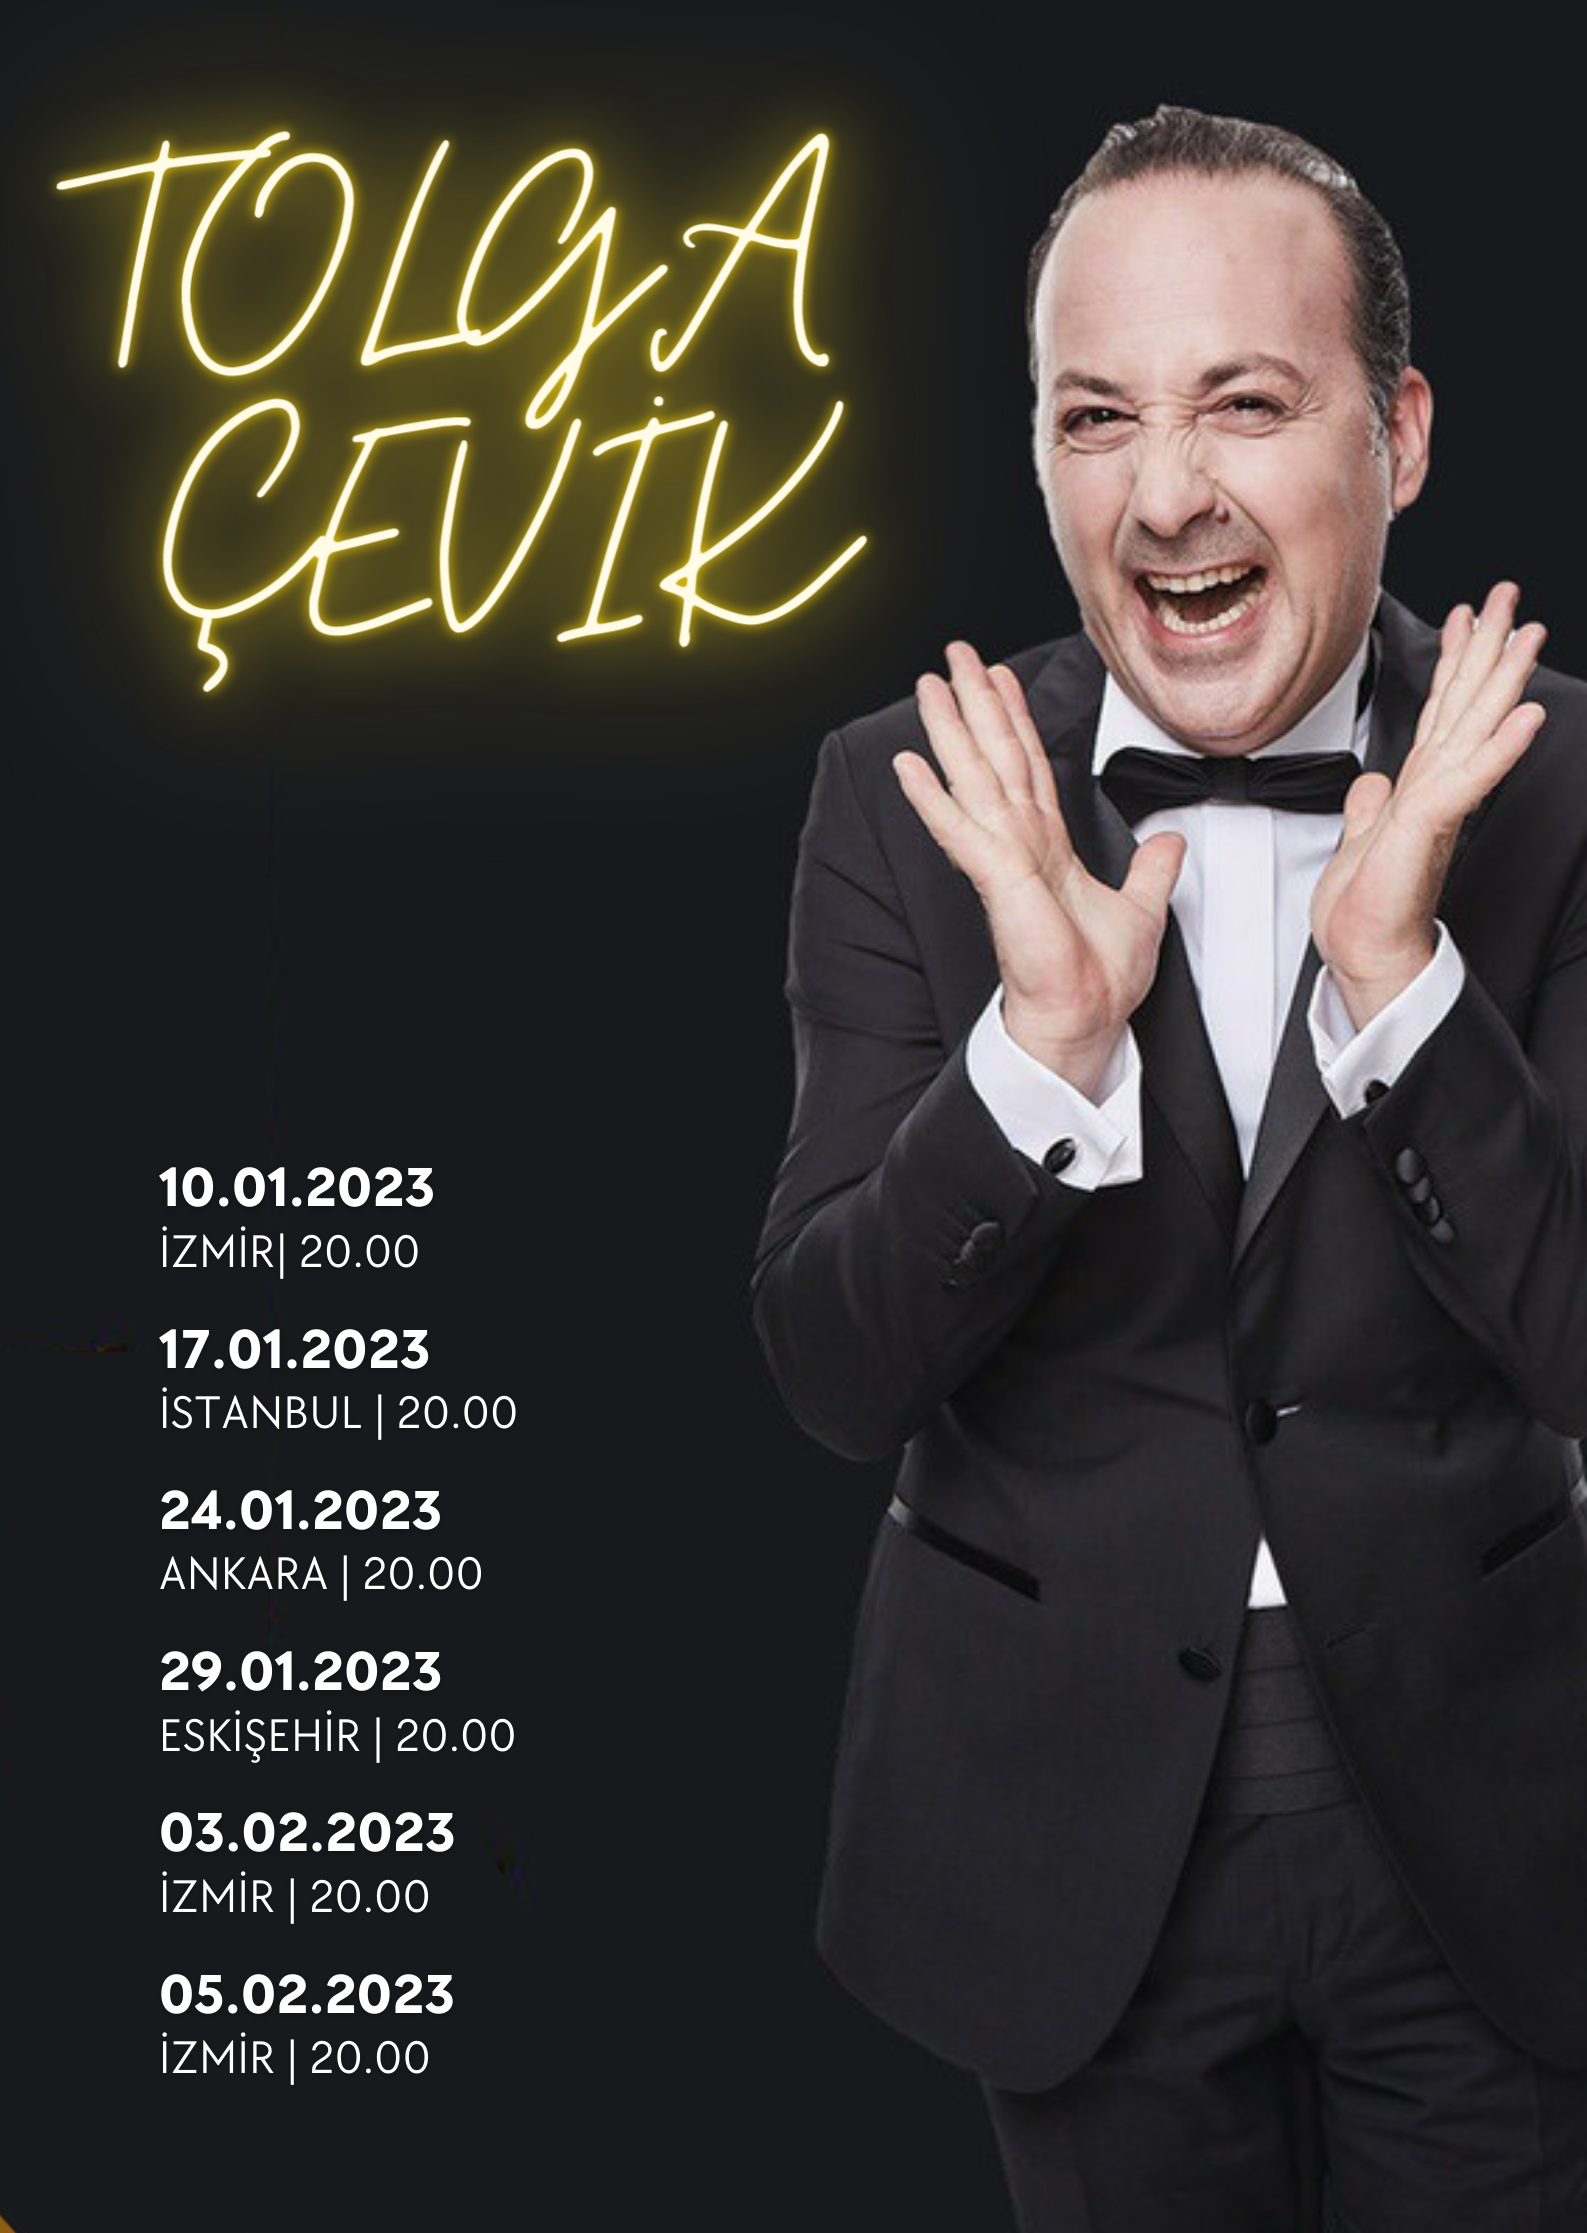 TOLGA
ÇEVİK
10.01.2023
İZMİR| 20.00
17.01.2023
İSTANBUL | 20.00
24.01.2023
ANKARA | 20.00
29.01.2023
ESKİŞEHİR | 20.00
03.02.2023
İZMİR | 20.00
05.02.2023
İZMİR | 20.00